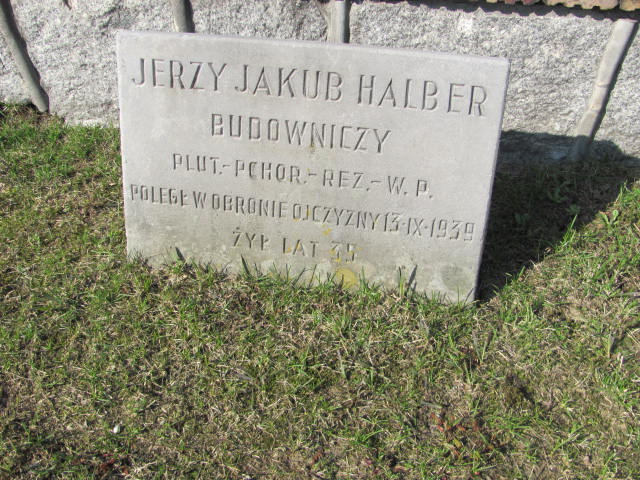 JERZY JAKUB HALBER
BUDOWNICZY
PLUT.-PCHOR.-REZ.-W.P.
POLEGŁ W OBRONIE OJCZYZNY 13·IX·1939
ŻYŁ LAT 35